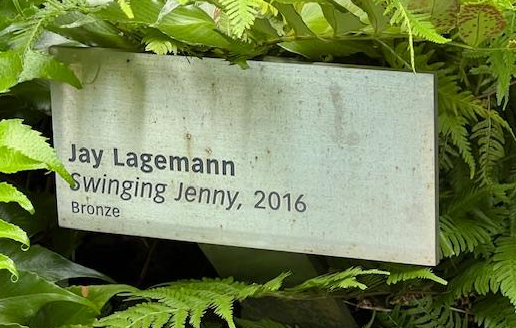 Jay Lagemann
Swinging Jenny, 2016
Bronze